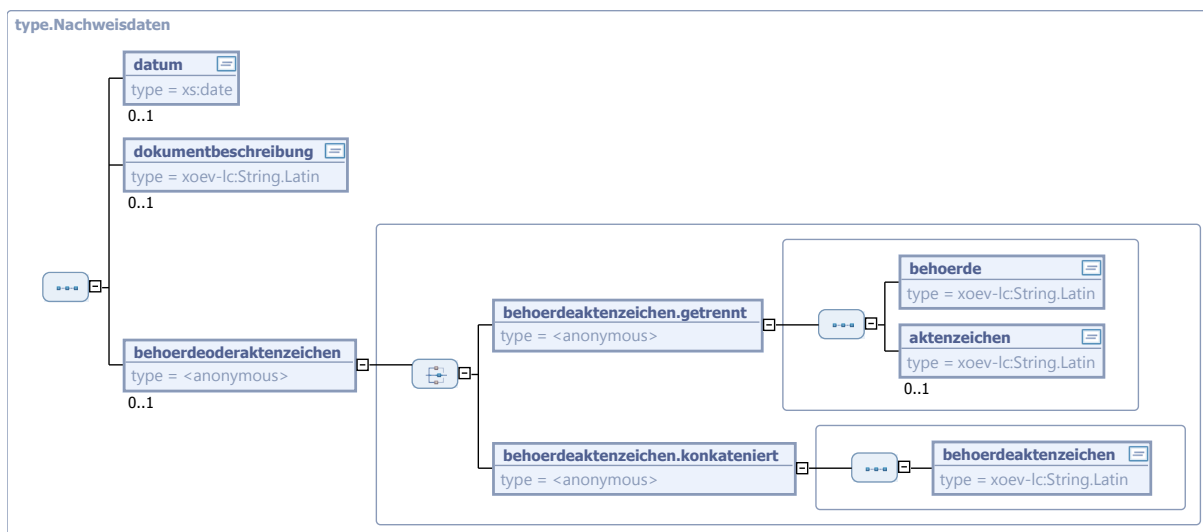 type.Nachweisdaten
datum
type = xs:date
0..1
dokumentbeschreibung
type = xoev-lc:String.Latin
0..1
behoerdeoderaktenzeichen
type = <anonymous>
0..1
behoerdeaktenzeichen.getrennt
type = <anonymous>
behoerde
type = xoev-lc:String.Latin
aktenzeichen
type = xoev-lc:String.Latin
0..1
behoerdeaktenzeichen.konkateniert
type = <anonymous>
behoerdeaktenzeichen
type = xoev-lc:String.Latin